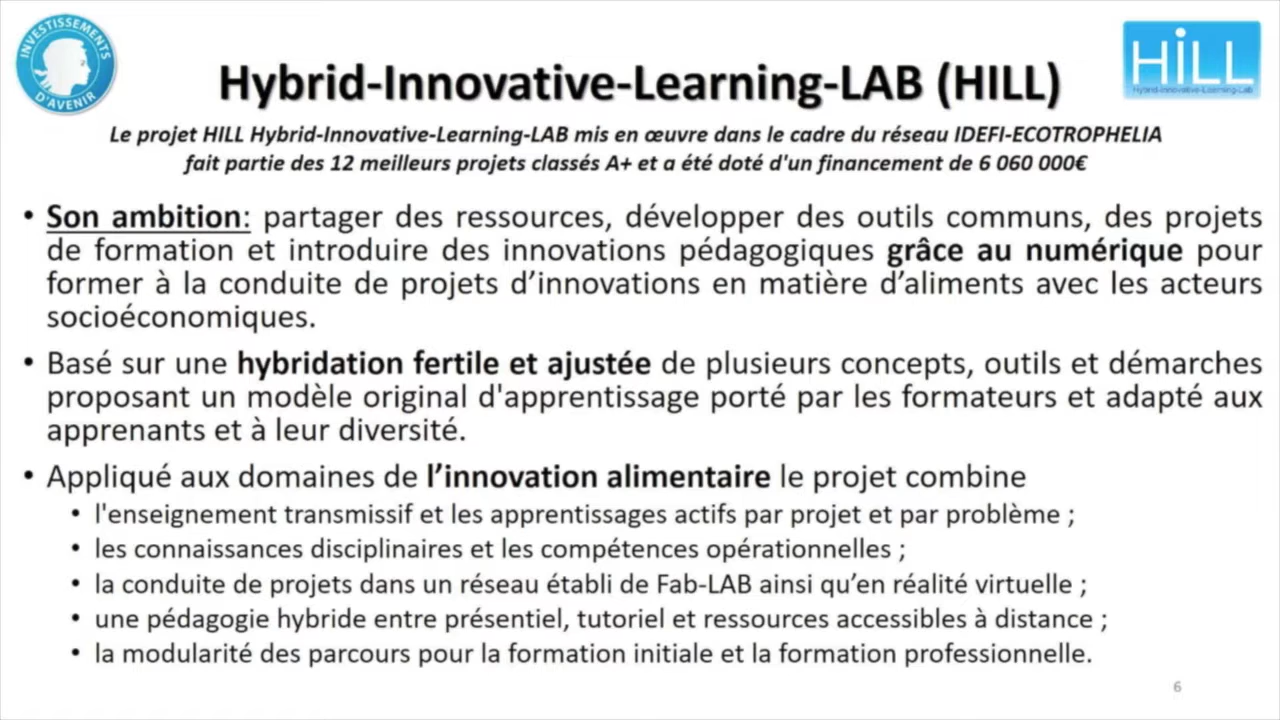 INVESTISSEMENTS
D'AVENIR
HiLL
Hybrid-Innovative-Learning-Lab
Hybrid-Innovative-Learning-LAB (HILL)
Le projet HILL Hybrid-Innovative-Learning-LAB mis en œuvre dans le cadre du réseau IDEFI-ECOTROPHELIA
fait partie des 12 meilleurs projets classés A+ et a été doté d'un financement de 6 060 000€
• Son ambition: partager des ressources, développer des outils communs, des projets
de formation et introduire des innovations pédagogiques grâce au numérique pour
former à la conduite de projets d’innovations en matière d’aliments avec les acteurs
socioéconomiques.
• Basé sur une hybridation fertile et ajustée de plusieurs concepts, outils et démarches
proposant un modèle original d'apprentissage porté par les formateurs et adapté aux
apprenants et à leur diversité.
• Appliqué aux domaines de l’innovation alimentaire le projet combine
• l'enseignement transmissif et les apprentissages actifs par projet et par problème ;
• les connaissances disciplinaires et les compétences opérationnelles ;
• la conduite de projets dans un réseau établi de Fab-LAB ainsi qu’en réalité virtuelle ;
• une pédagogie hybride entre présentiel, tutoriel et ressources accessibles à distance ;
• la modularité des parcours pour la formation initiale et la formation professionnelle.
6